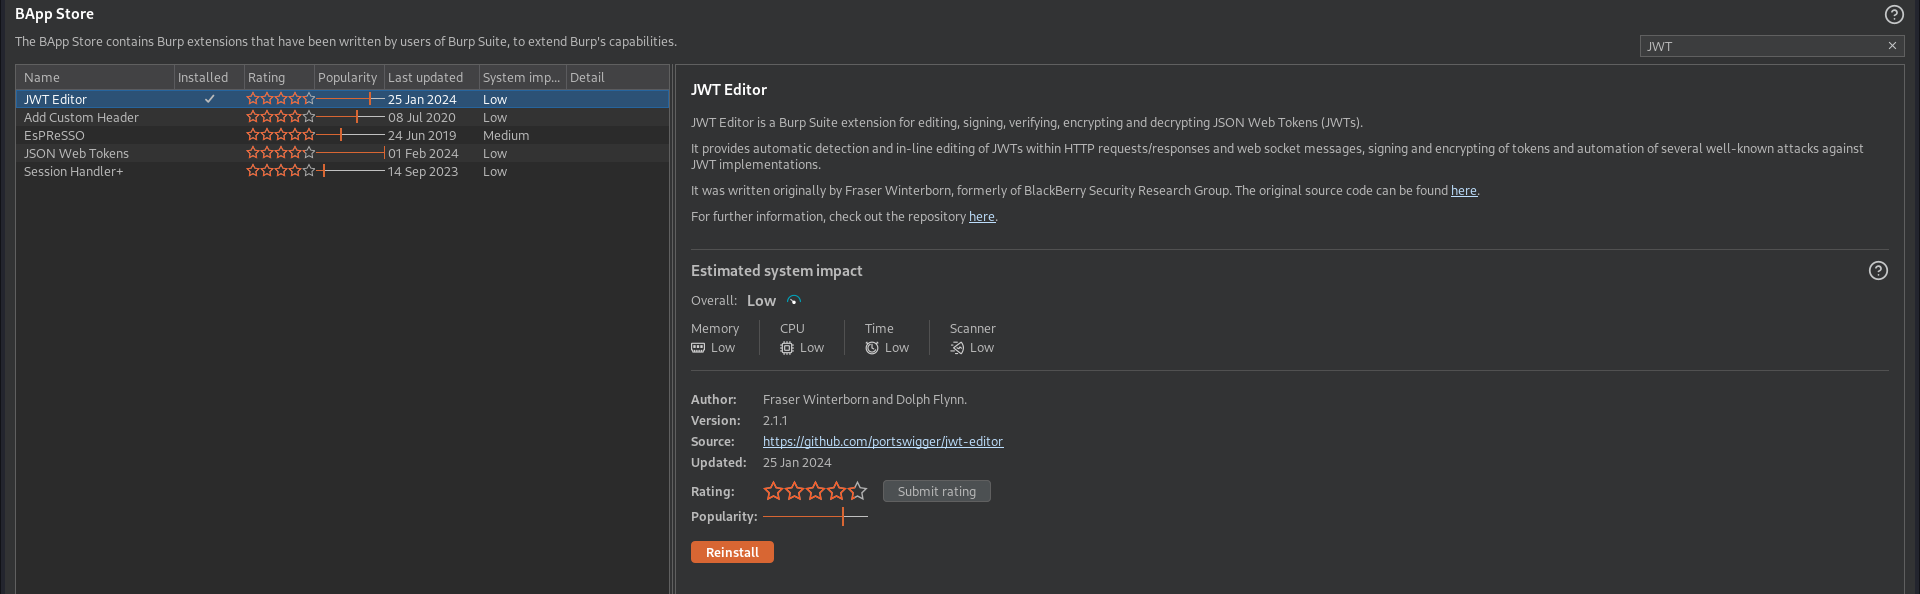 BApp Store
The BApp Store contains Burp extensions that have been written by users of Burp Suite, to extend Burp's capabilities.
JWT
Name Installed Rating Popularity Last updated System imp... Detail
JWT Editor 25 Jan 2024 Low
Add Custom Header 08 Jul 2020 Low
EsPReSSO 24 Jun 2019 Medium
JSON Web Tokens 01 Feb 2024 Low
Session Handler+ 14 Sep 2023 Low
JWT Editor
JWT Editor is a Burp Suite extension for editing, signing, verifying, encrypting and decrypting JSON Web Tokens (JWTs).
It provides automatic detection and in-line editing of JWTs within HTTP requests/responses and web socket messages, signing and encrypting of tokens and automation of several well-known attacks against
JWT implementations.
It was written originally by Fraser Winterborn, formerly of BlackBerry Security Research Group. The original source code can be found here.
For further information, check out the repository here.
Estimated system impact
Overall: Low
Memory CPU Time Scanner
Low Low Low Low
Author: Fraser Winterborn and Dolph Flynn.
Version: 2.1.1
Source: https://github.com/portswigger/jwt-editor
Updated: 25 Jan 2024
Rating: Submit rating
Popularity:
Reinstall